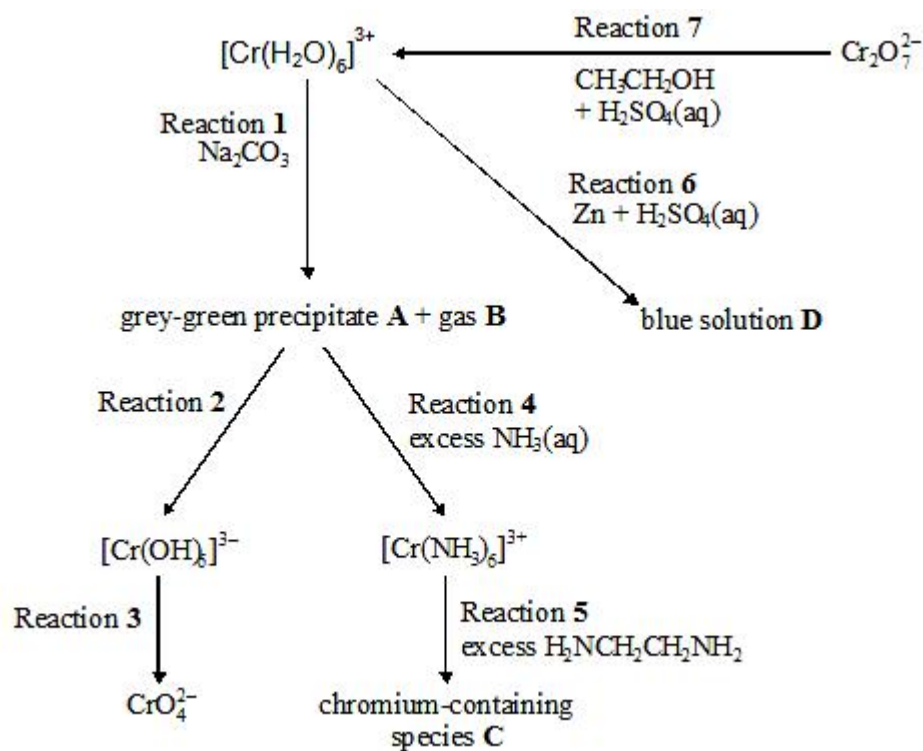 [Cr(H₂O)₆]³⁺
Reaction 7
Cr₂O₇²⁻
CH₃CH₂OH
+ H₂SO₄(aq)
Reaction 1
Na₂CO₃
Reaction 6
Zn + H₂SO₄(aq)
grey-green precipitate A + gas B
blue solution D
Reaction 2
Reaction 4
excess NH₃(aq)
[Cr(OH)₆]³⁻
[Cr(NH₃)₆]³⁺
Reaction 3
Reaction 5
excess H₂NCH₂CH₂NH₂
CrO₄²⁻
chromium-containing
species C